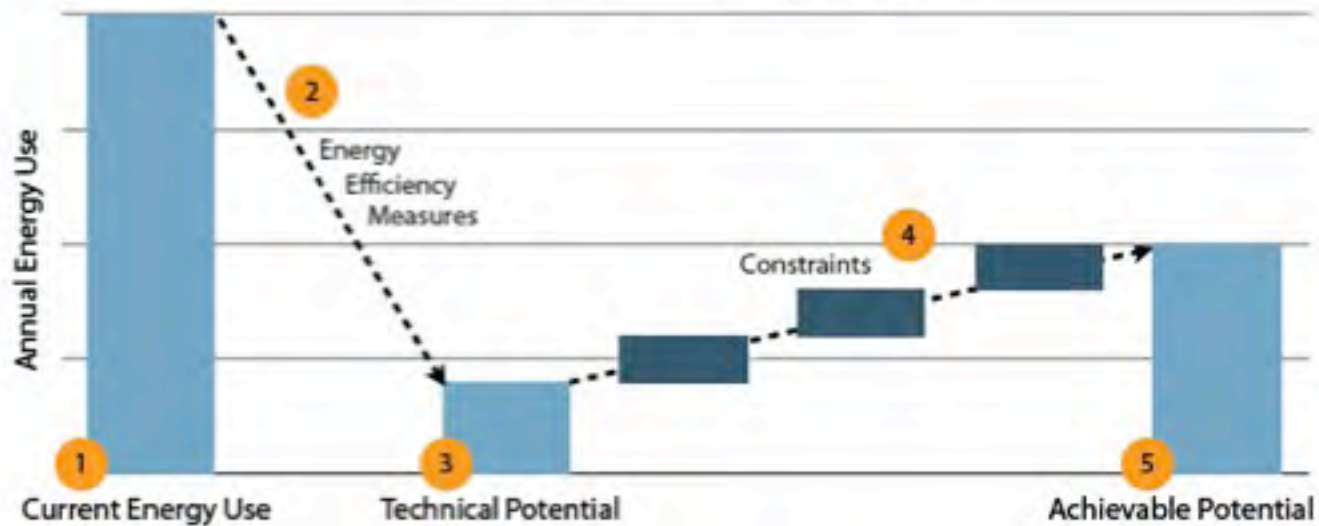 Annual Energy Use
2
Energy
Efficiency
Measures
4
Constraints
1
3
5
Current Energy Use
Technical Potential
Achievable Potential